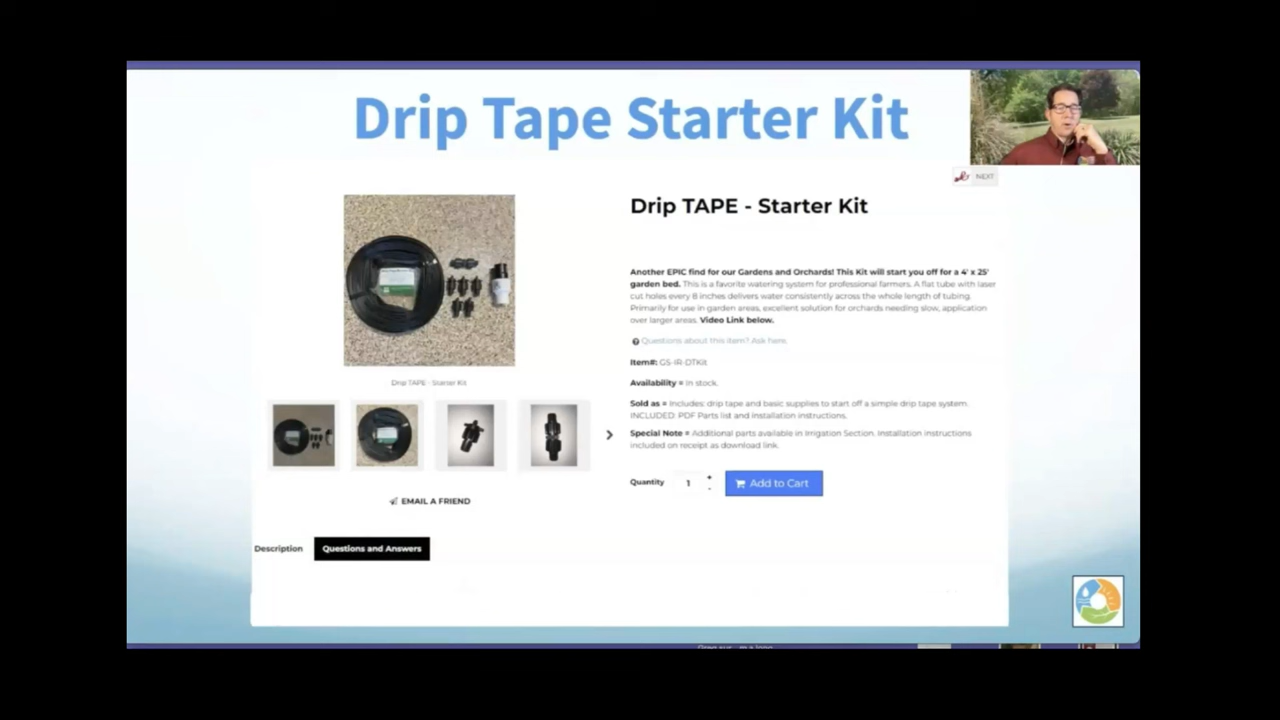 Drip Tape Starter Kit
NEXT
Drip TAPE - Starter Kit
Another EPIC find for our Gardens and Orchards! This Kit will start you off for a 4' x 25'
garden bed. This is a favorite watering system for professional farmers. A flat tube with laser
cut holes every 8 inches delivers water consistently across the whole length of tubing.
Primarily for use in garden areas, excellent solution for orchards needing slow, application
over larger areas. Video Link below.
Questions about this item? Ask here.
Item#: GS-IR-DTKit
Drip TAPE - Starter Kit
Availability = In stock.
Sold as = Includes: drip tape and basic supplies to start off a simple drip tape system.
INCLUDED: PDF Parts list and installation instructions.
Special Note = Additional parts available in Irrigation Section. Installation instructions
included on receipt as download link.
Quantity 1 + - Add to Cart
EMAIL A FRIEND
Description Questions and Answers